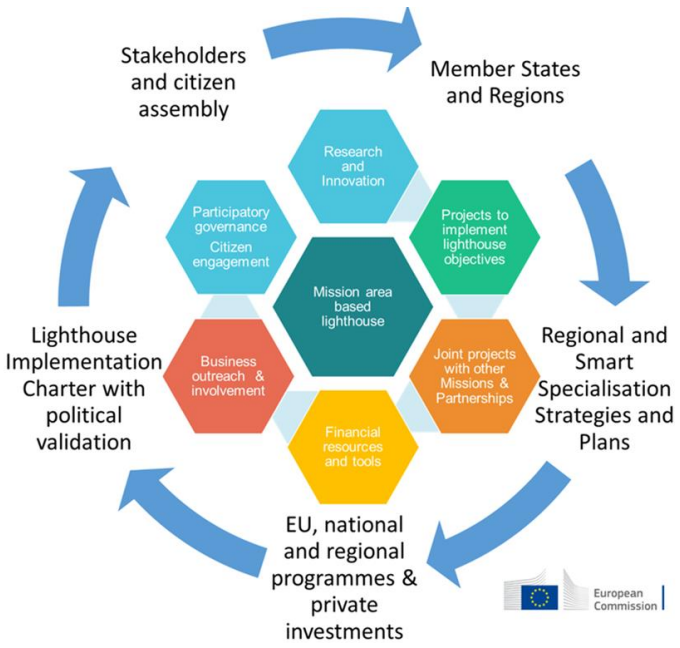 Stakeholders
and citizen
assembly
Member States
and Regions
Research
and
Innovation
Participatory
governance
Citizen
engagement
Projects to
implement
lighthouse
objectives
Mission area
based
lighthouse
Lighthouse
Implementation
Charter with
political
validation
Business
outreach & 
involvement
Joint projects
with other
Missions &
Partnerships
Regional and
Smart
Specialisation
Strategies and
Plans
Financial
resources
and tools
EU, national
and regional
programmes &
private
investments
European
Commission